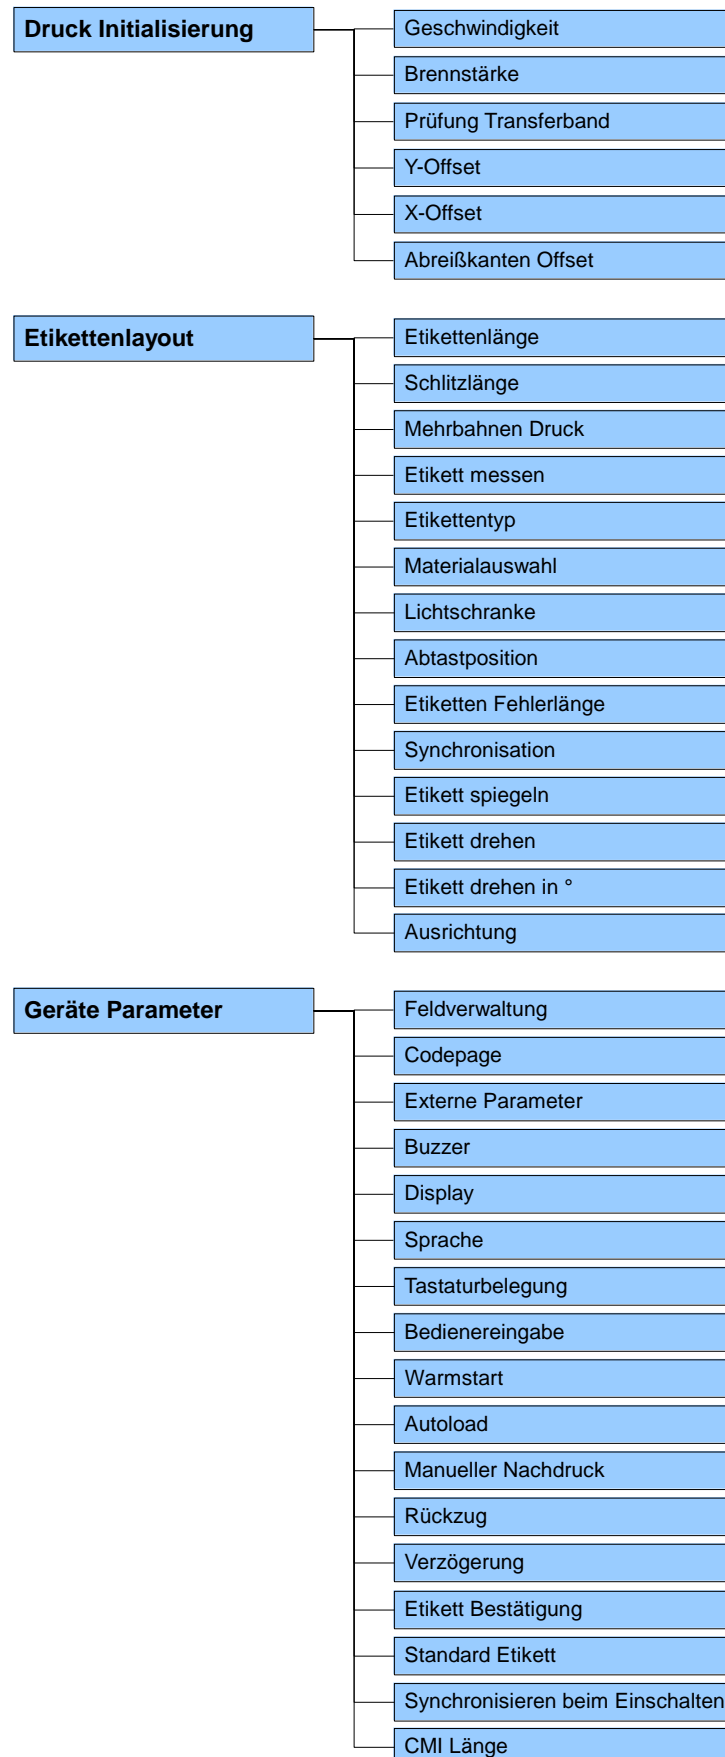 Druck Initialisierung
Geschwindigkeit
Brennstärke
Prüfung Transferband
Y-Offset
X-Offset
Abreißkanten Offset
Etikettenlayout
Etikettenlänge
Schlitzlänge
Mehrbahnen Druck
Etikett messen
Etikettentyp
Materialauswahl
Lichtschranke
Abtastposition
Etiketten Fehlerlänge
Synchronisation
Etikett spiegeln
Etikett drehen
Etikett drehen in °
Ausrichtung
Geräte Parameter
Feldverwaltung
Codepage
Externe Parameter
Buzzer
Display
Sprache
Tastaturbelegung
Bedienereingabe
Warmstart
Autoload
Manueller Nachdruck
Rückzug
Verzögerung
Etikett Bestätigung
Standard Etikett
Synchronisieren beim Einschalten
CMI Länge